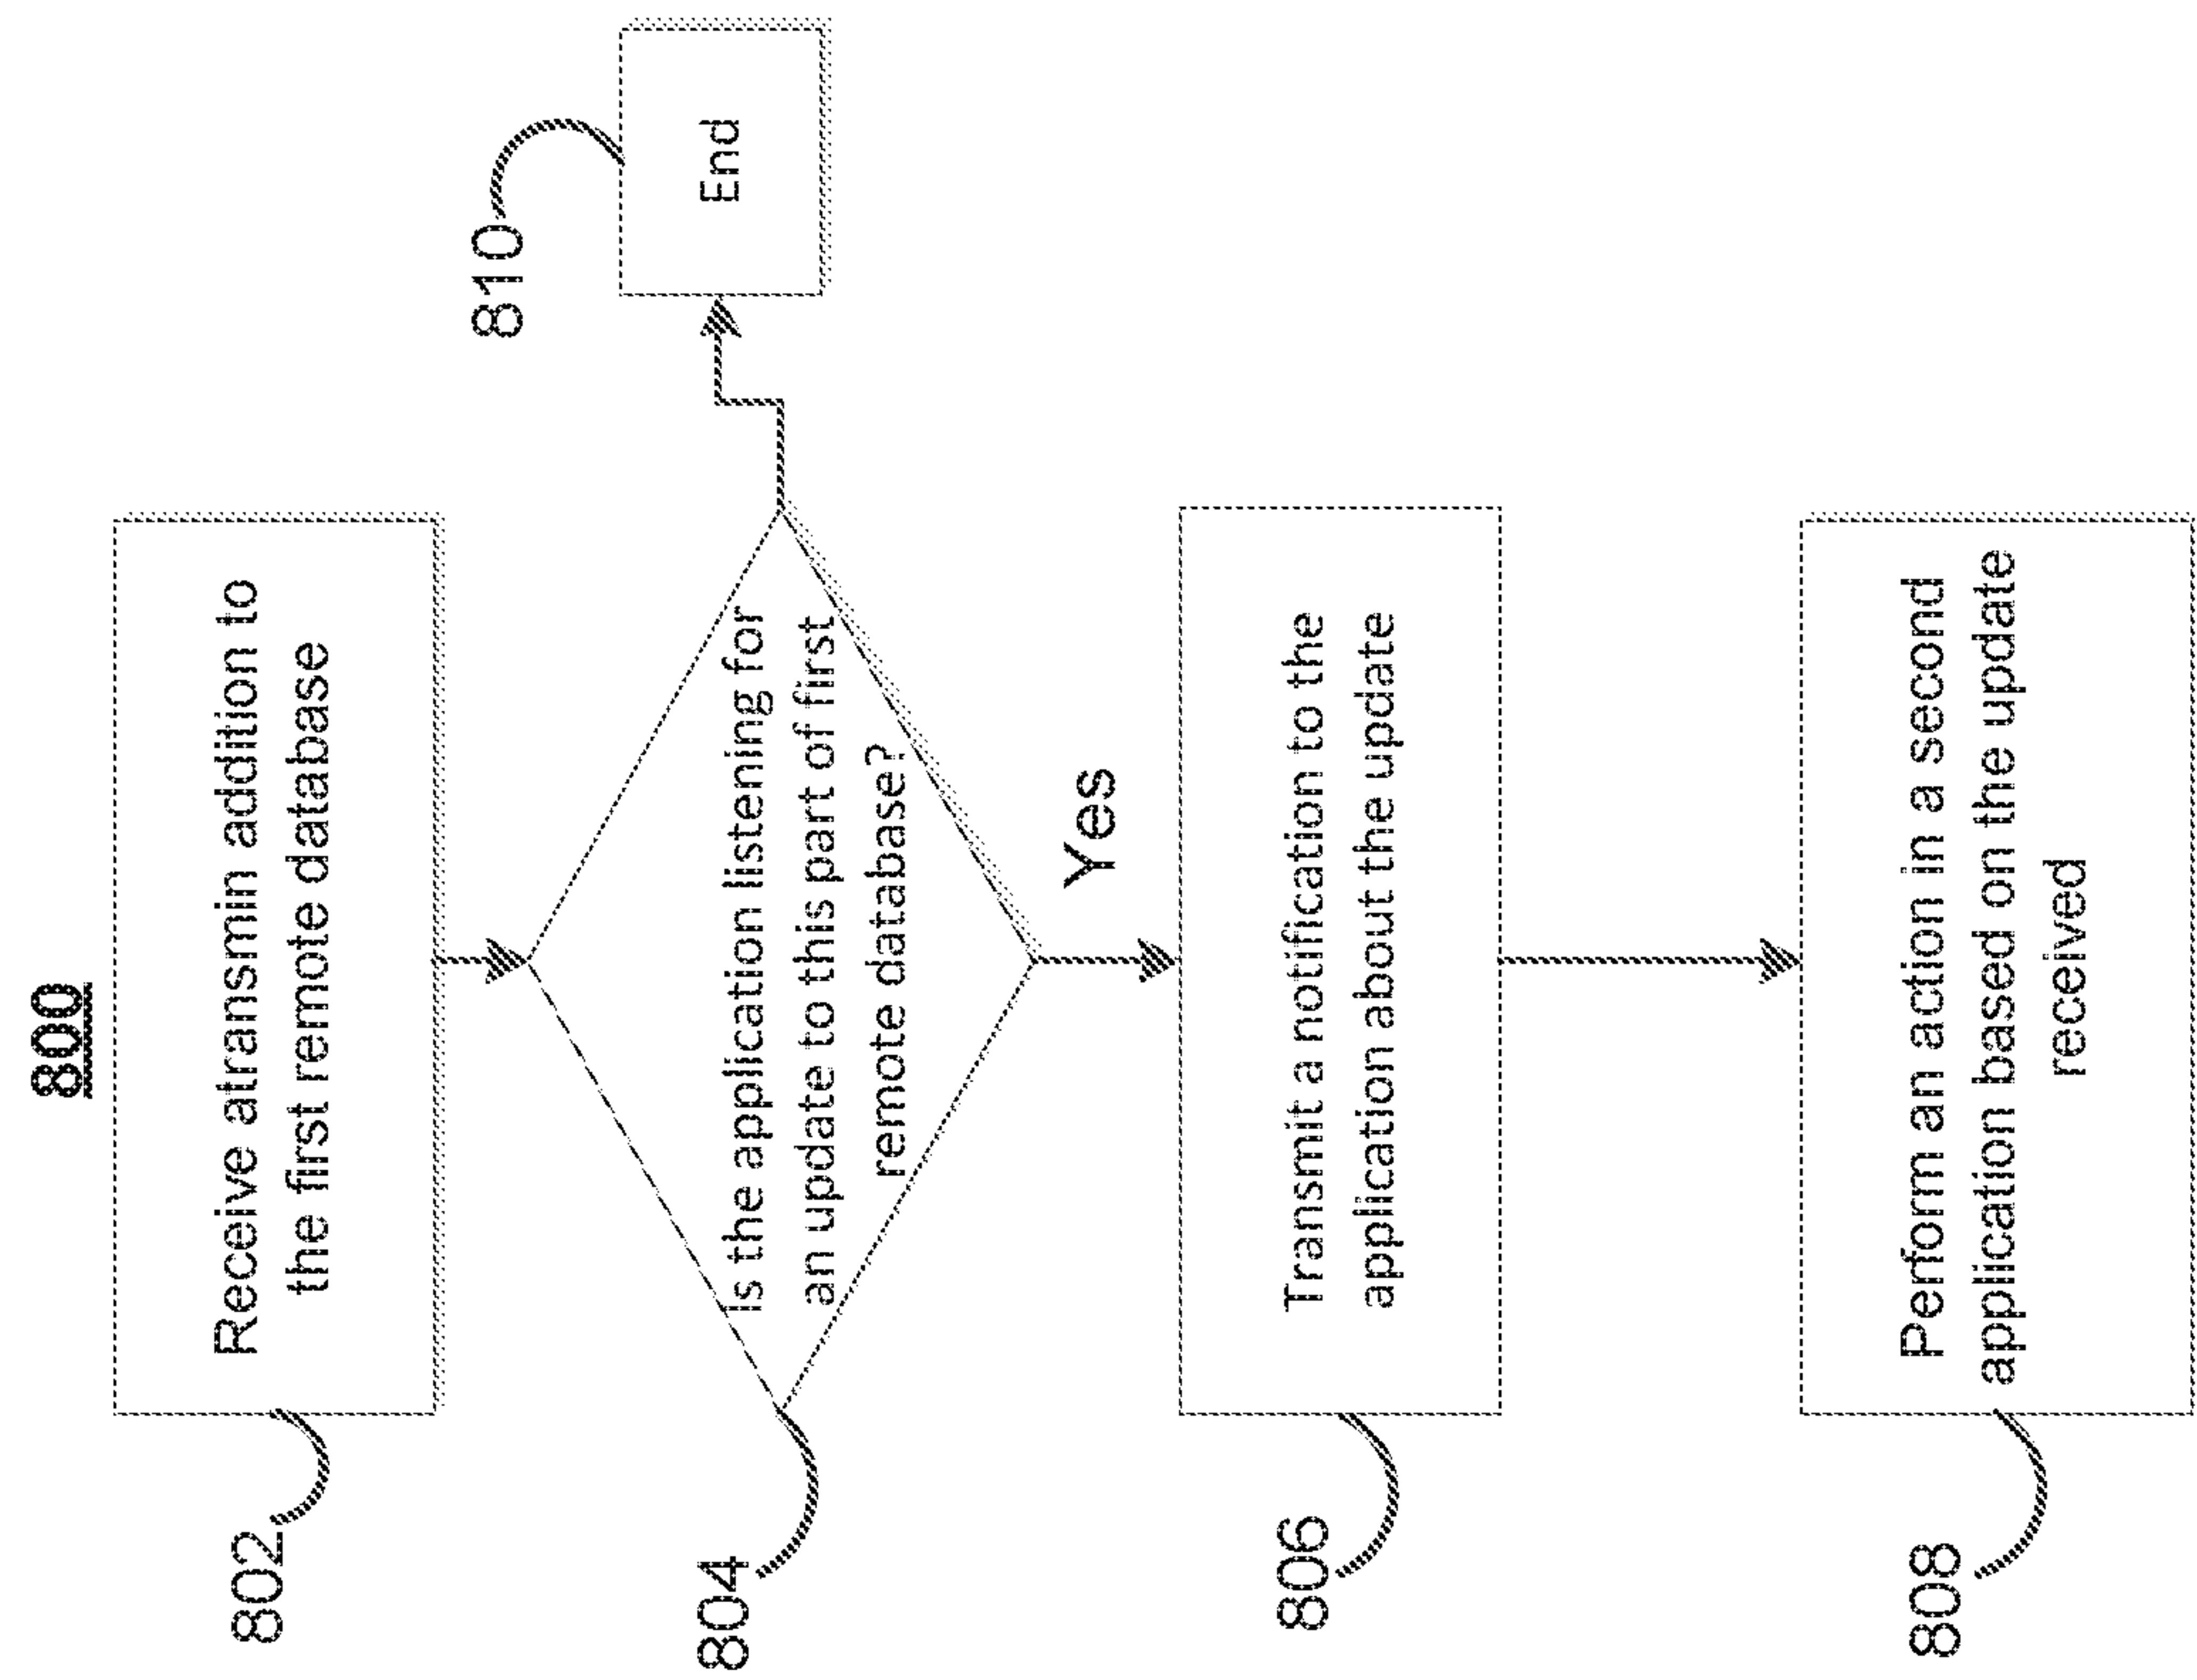 800
802
Receive atransmin addition to
the first remote database
804
Is the application listening for
an update to this part of first
remote database?
810
End
Yes
806
Transmit a notification to the
application about the update
808
Perform an action in a second
application based on the update
received